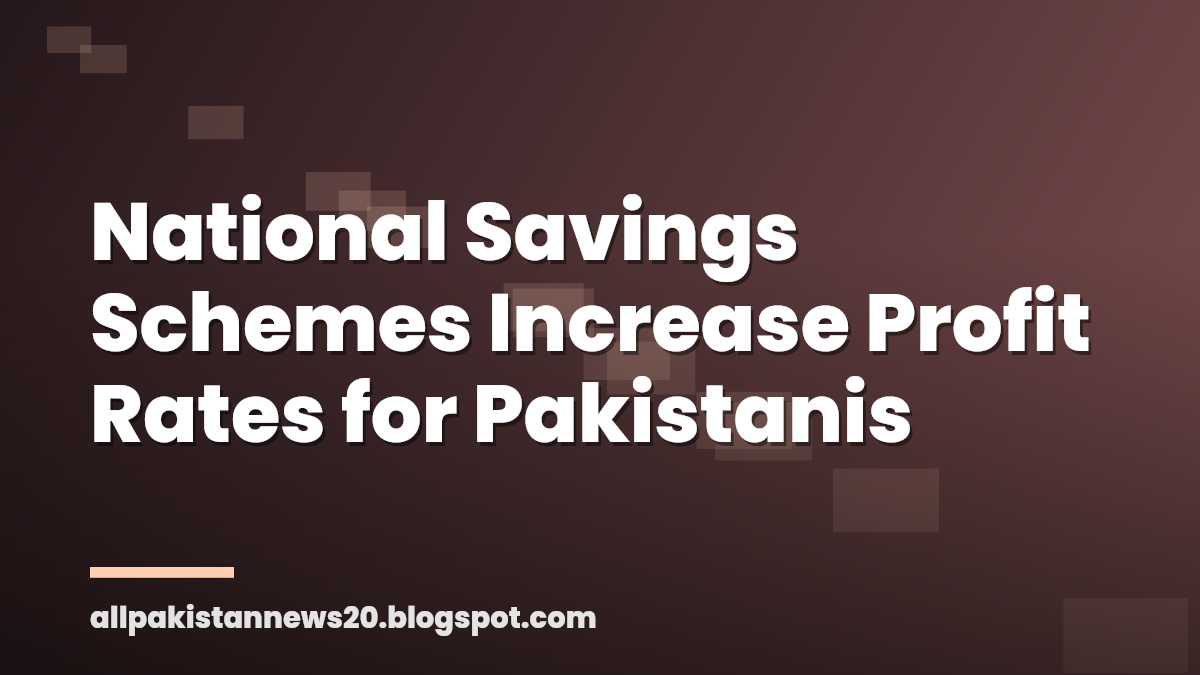 National Savings
Schemes Increase Profit
Rates for Pakistanis
allpakistannews20.blogspot.com